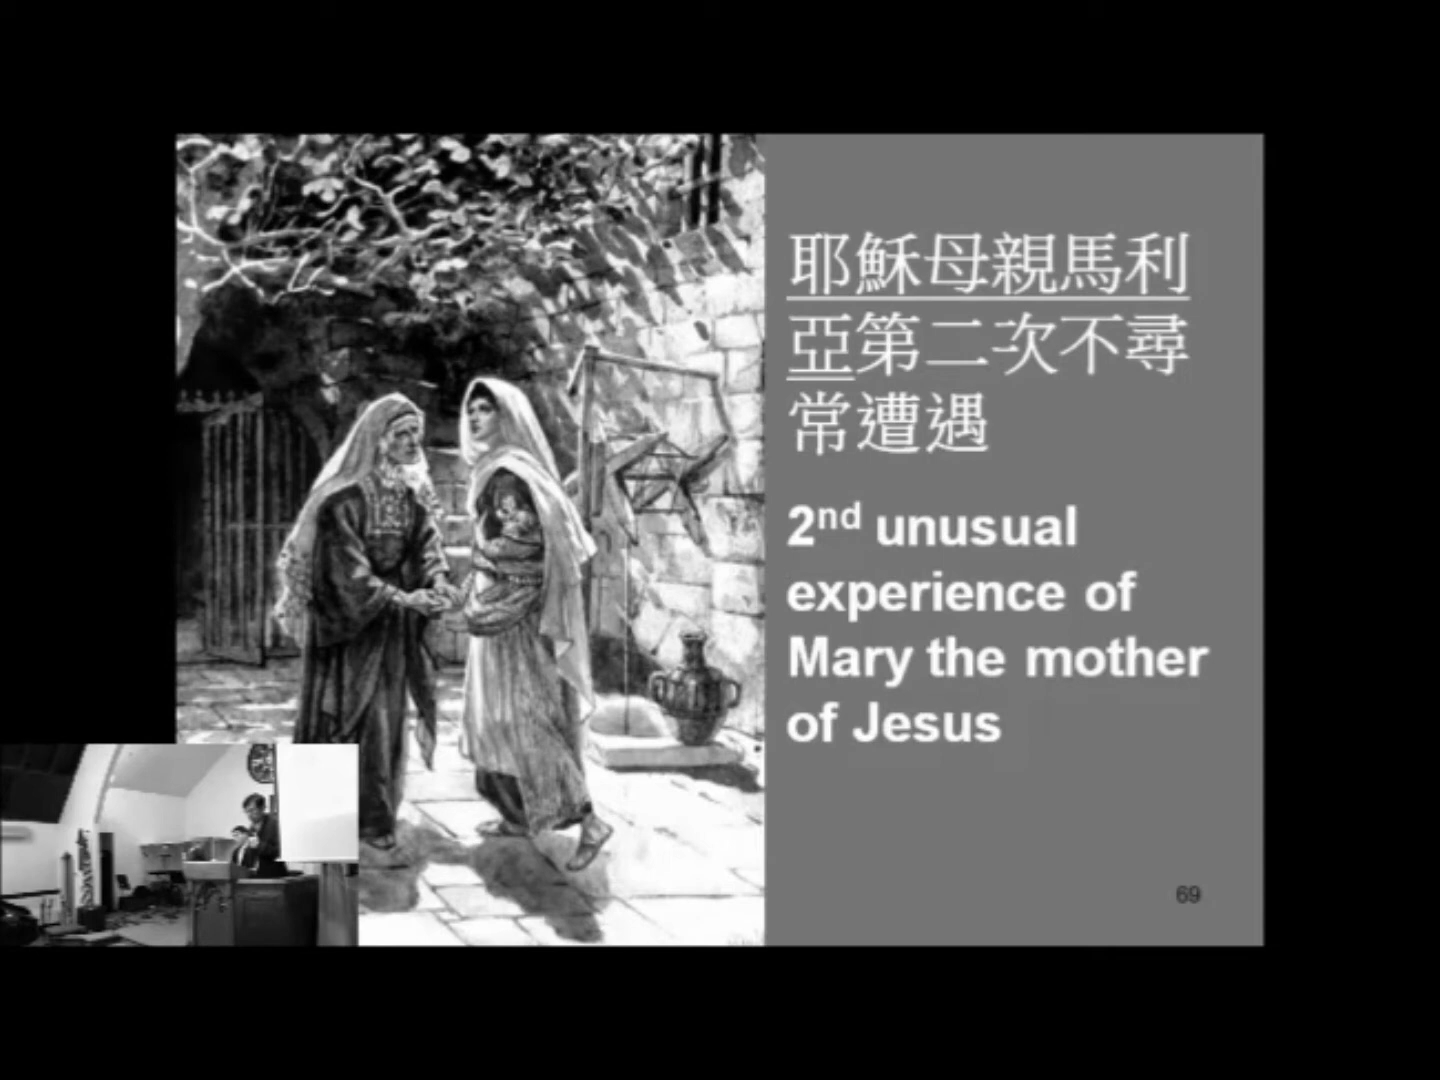 耶穌母親馬利
亞第二次不尋
常遭遇
2nd unusual
experience of
Mary the mother
of Jesus
69